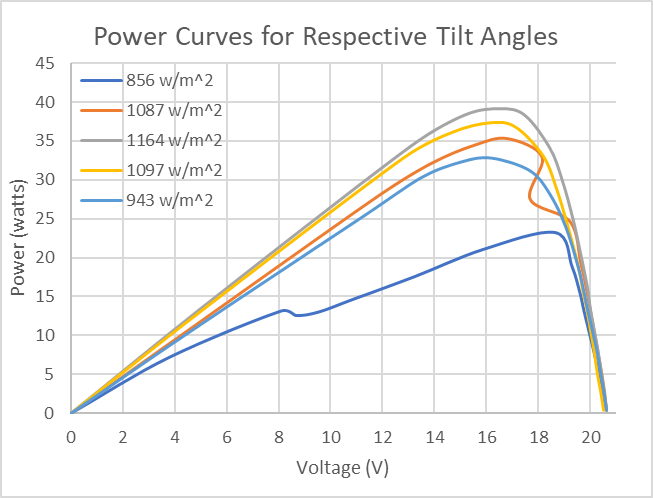 Power Curves for Respective Tilt Angles
45
40
35
30
25
20
15
10
5
0
Power (watts)
856 w/m^2
1087 w/m^2
1164 w/m^2
1097 w/m^2
943 w/m^2
0 2 4 6 8 10 12 14 16 18 20
Voltage (V)